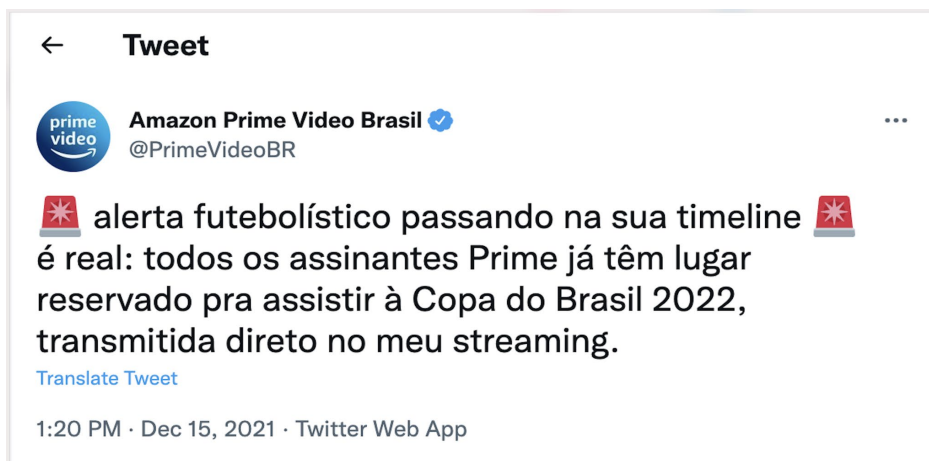 Tweet
prime
video
Amazon Prime Video Brasil
@PrimeVideoBR
🚨 alerta futebolístico passando na sua timeline 🚨
é real: todos os assinantes Prime já têm lugar
reservado pra assistir à Copa do Brasil 2022,
transmitida direto no meu streaming.
Translate Tweet
1:20 PM · Dec 15, 2021 · Twitter Web App